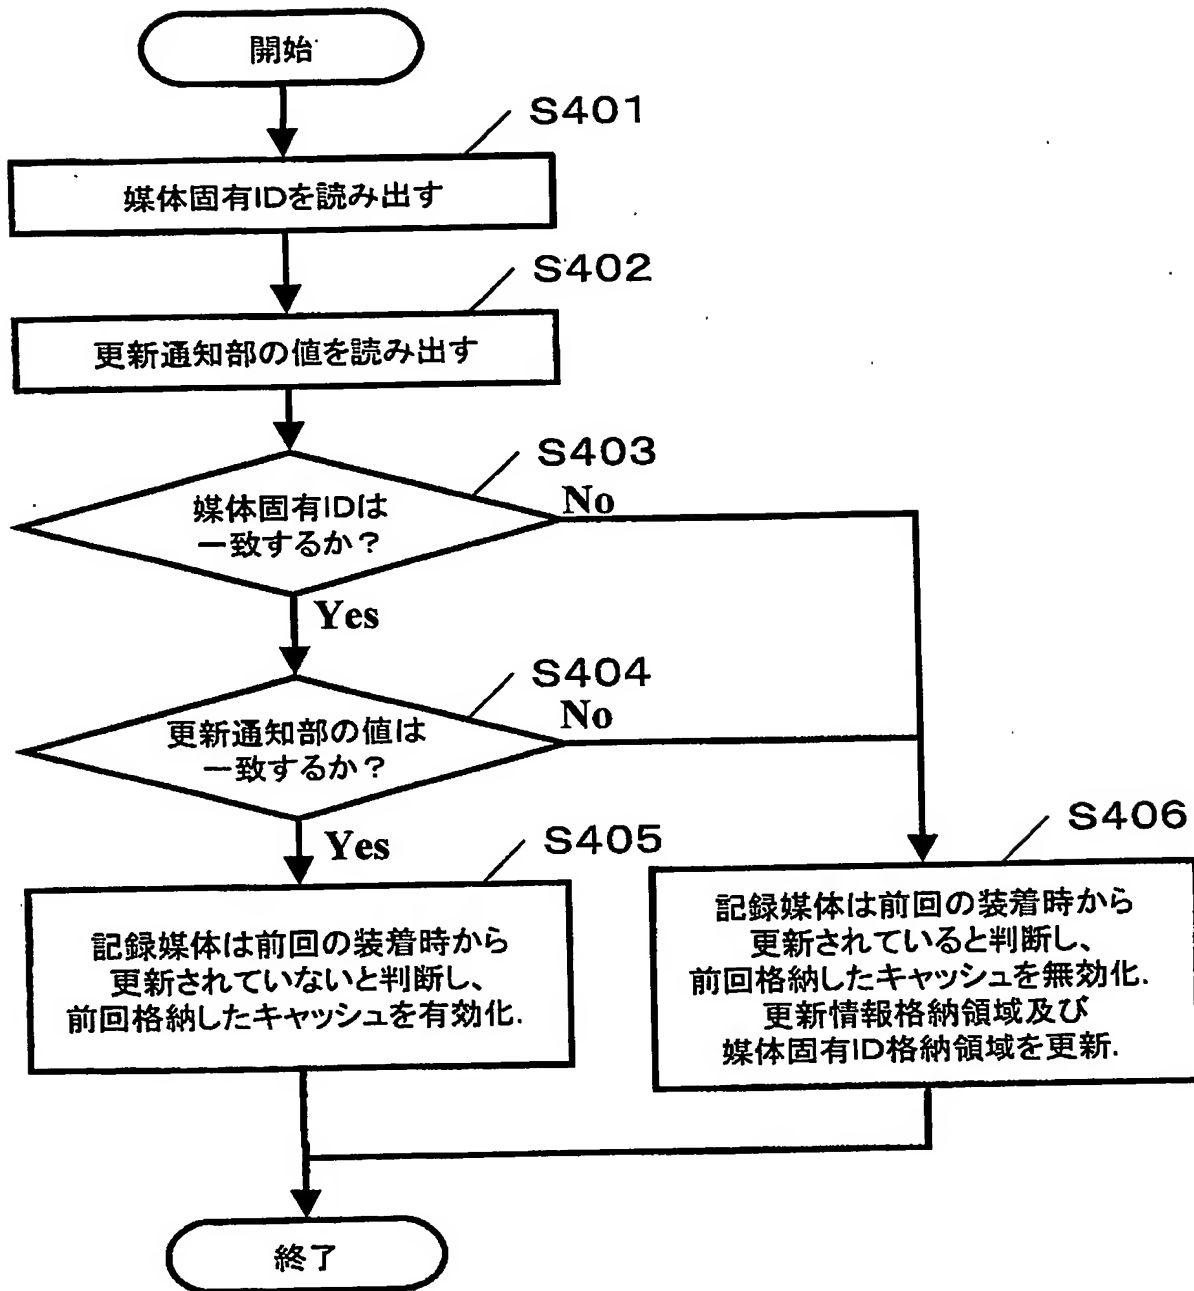 開始
S401
媒体固有IDを読み出す
S402
更新通知部の値を読み出す
S403
媒体固有IDは
一致するか？
No
Yes
S404
更新通知部の値は
一致するか？
No
Yes
S405
記録媒体は前回の装着時から
更新されていないと判断し、
前回格納したキャッシュを有効化.
S406
記録媒体は前回の装着時から
更新されていると判断し、
前回格納したキャッシュを無効化.
更新情報格納領域及び
媒体固有ID格納領域を更新.
終了